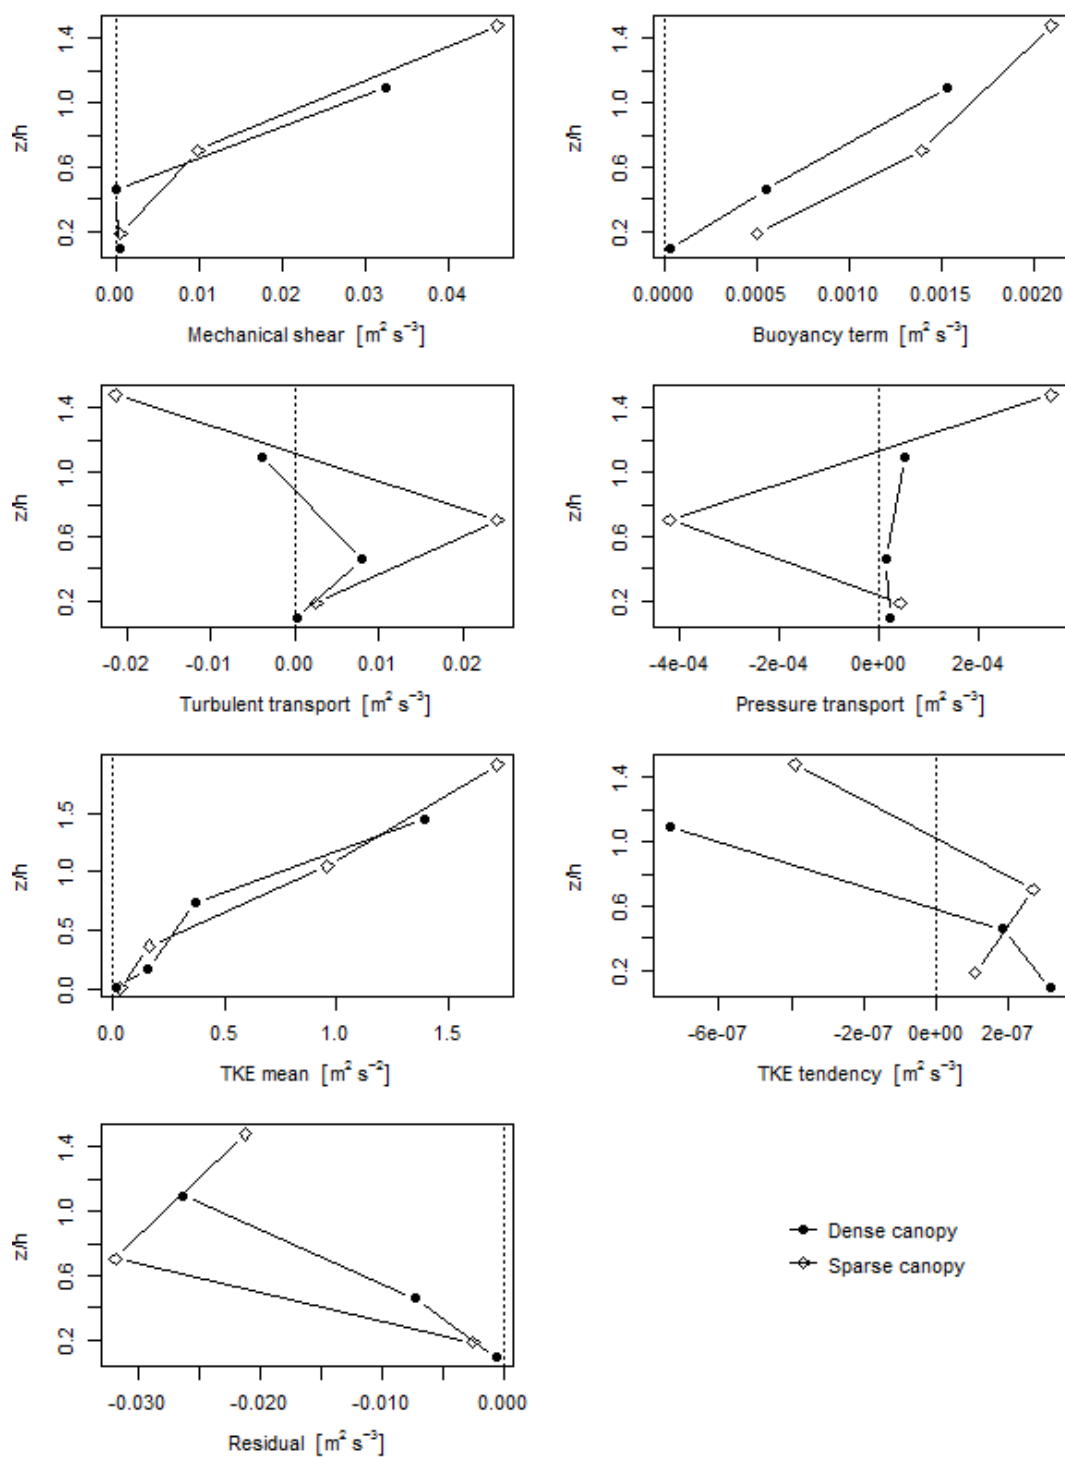 z/h
1.4
1.0
0.6
0.2
0.00 0.01 0.02 0.03 0.04
Mechanical shear [m² s⁻³]
z/h
1.4
1.0
0.6
0.2
0.0000 0.0005 0.0010 0.0015 0.0020
Buoyancy term [m² s⁻³]
z/h
1.4
1.0
0.6
0.2
-0.02 -0.01 0.00 0.01 0.02
Turbulent transport [m² s⁻³]
z/h
1.4
1.0
0.6
0.2
-4e-04 -2e-04 0e+00 2e-04
Pressure transport [m² s⁻³]
z/h
1.5
1.0
0.5
0.0
0.0 0.5 1.0 1.5
TKE mean [m² s⁻²]
z/h
1.4
1.0
0.6
0.2
-6e-07 -2e-07 0e+00 2e-07
TKE tendency [m² s⁻³]
z/h
1.4
1.0
0.6
0.2
-0.030 -0.020 -0.010 0.000
Residual [m² s⁻³]
Dense canopy
Sparse canopy